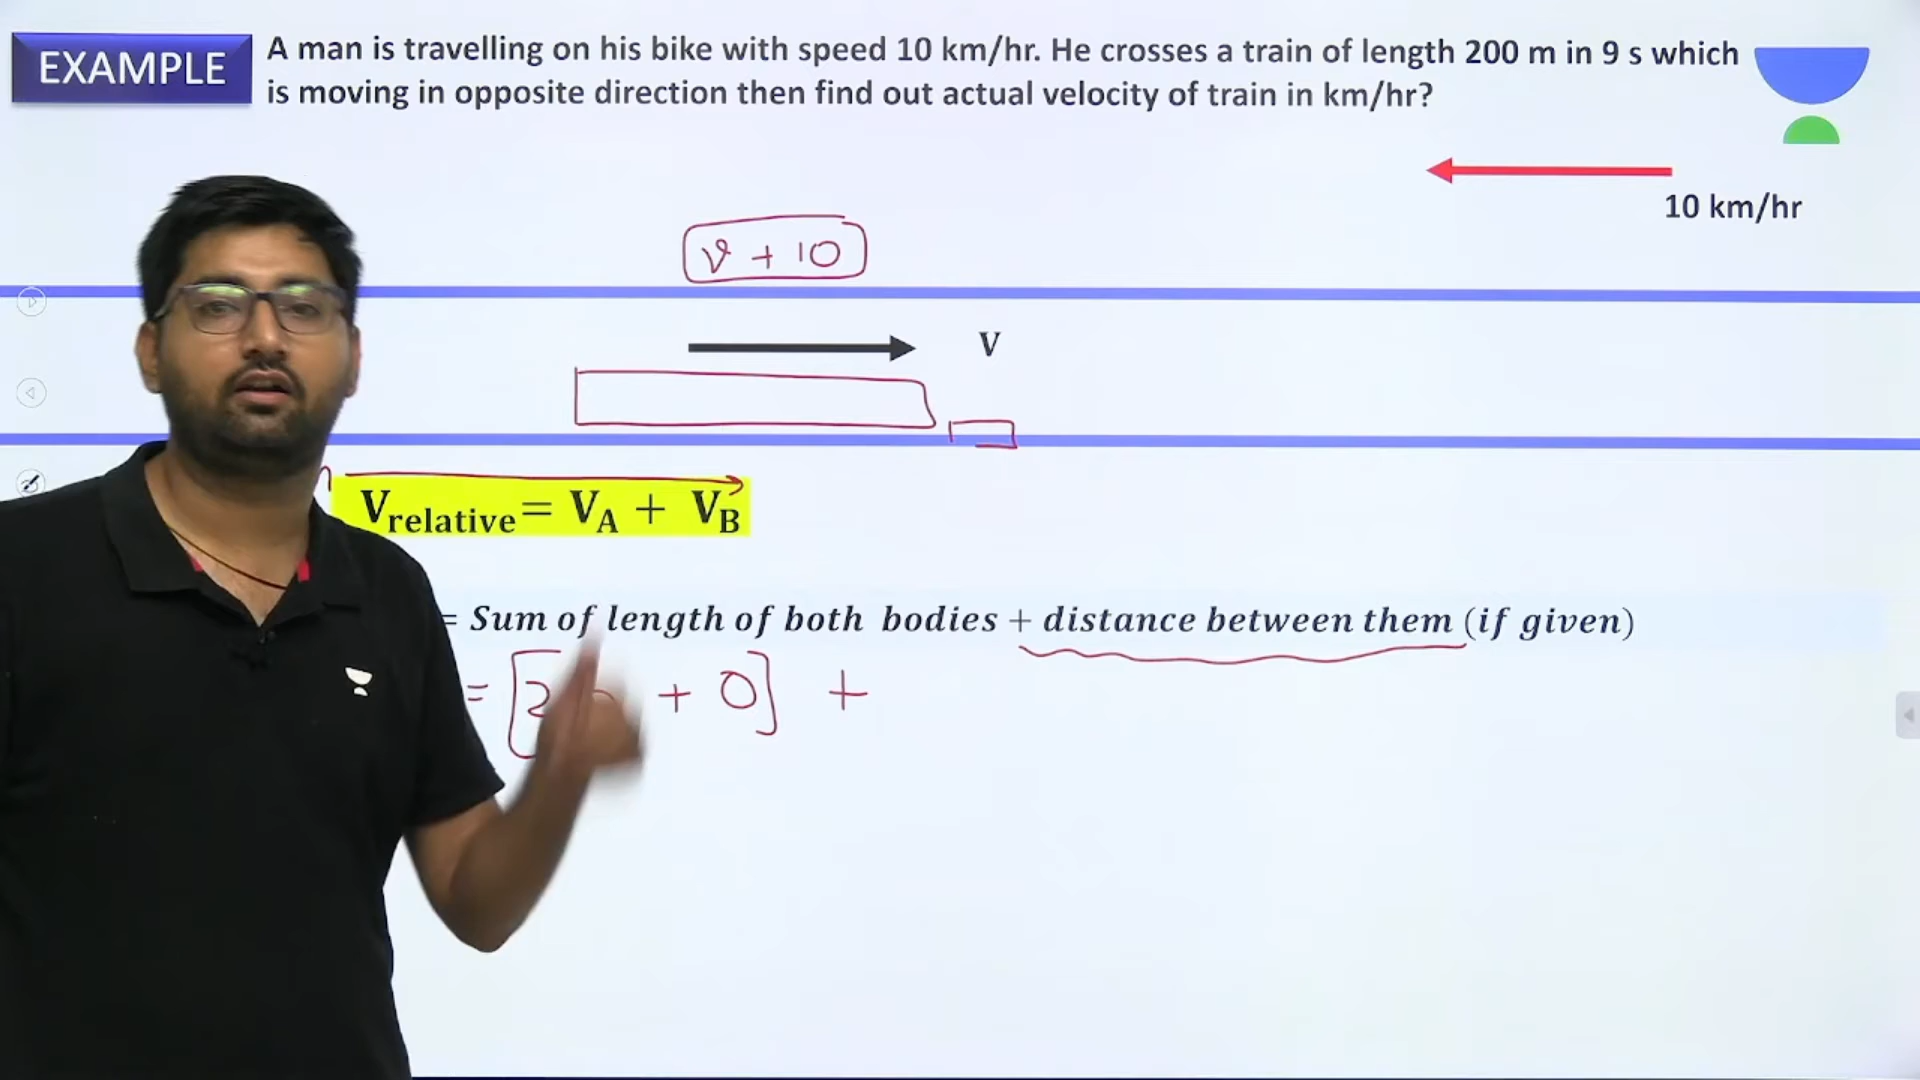 EXAMPLE
A man is travelling on his bike with speed 10 km/hr. He crosses a train of length 200 m in 9 s which
is moving in opposite direction then find out actual velocity of train in km/hr?
10 km/hr
v + 10
V
Vrelative = VA + VB
= Sum of length of both bodies + distance between them (if given)
= [2 + 0] +